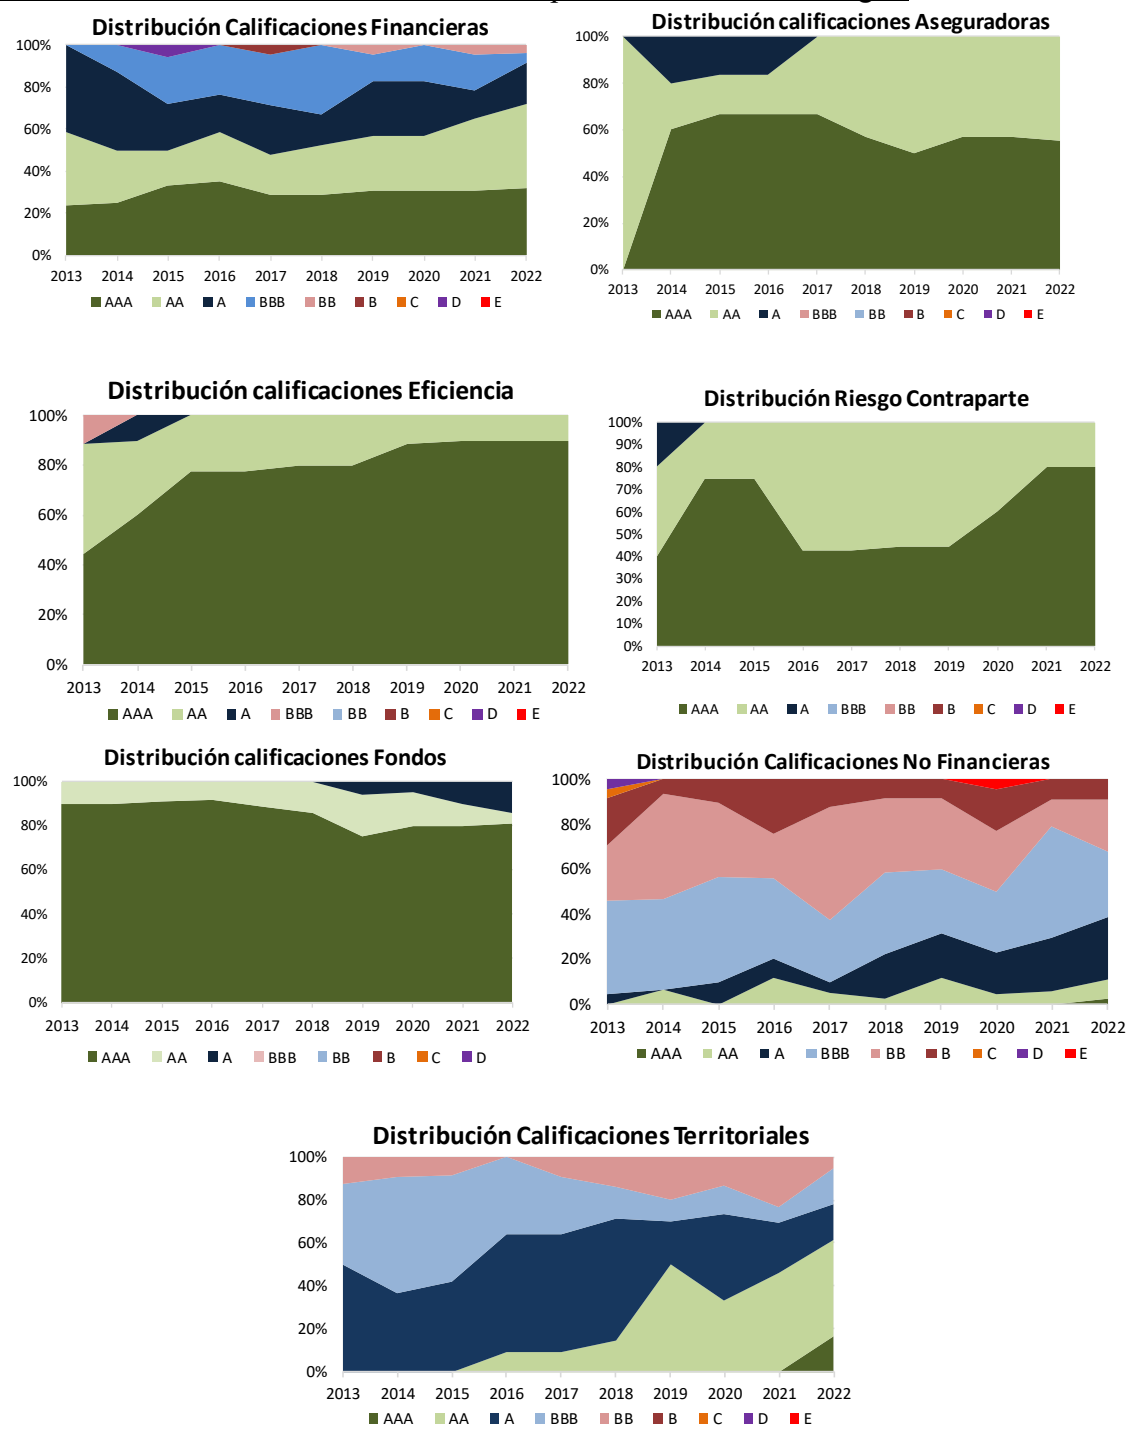 Distribución Calificaciones Financieras
100%
80%
60%
40%
20%
0%
2013 2014 2015 2016 2017 2018 2019 2020 2021 2022
AAA AA A BBB BB B C D E
Distribución calificaciones Aseguradoras
100%
80%
60%
40%
20%
0%
2013 2014 2015 2016 2017 2018 2019 2020 2021 2022
AAA AA A BBB BB B C D E
Distribución calificaciones Eficiencia
100%
80%
60%
40%
20%
0%
2013 2014 2015 2016 2017 2018 2019 2020 2021 2022
AAA AA A BBB BB B C D E
Distribución Riesgo Contraparte
100%
90%
80%
70%
60%
50%
40%
30%
20%
10%
0%
2013 2014 2015 2016 2017 2018 2019 2020 2021 2022
AAA AA A BBB BB B C D E
Distribución calificaciones Fondos
100%
80%
60%
40%
20%
0%
2013 2014 2015 2016 2017 2018 2019 2020 2021 2022
AAA AA A BBB BB B C D
Distribución Calificaciones No Financieras
100%
80%
60%
40%
20%
0%
2013 2014 2015 2016 2017 2018 2019 2020 2021 2022
AAA AA A BBB BB B C D E
Distribución Calificaciones Territoriales
100%
80%
60%
40%
20%
0%
2013 2014 2015 2016 2017 2018 2019 2020 2021 2022
AAA AA A BBB BB B C D E